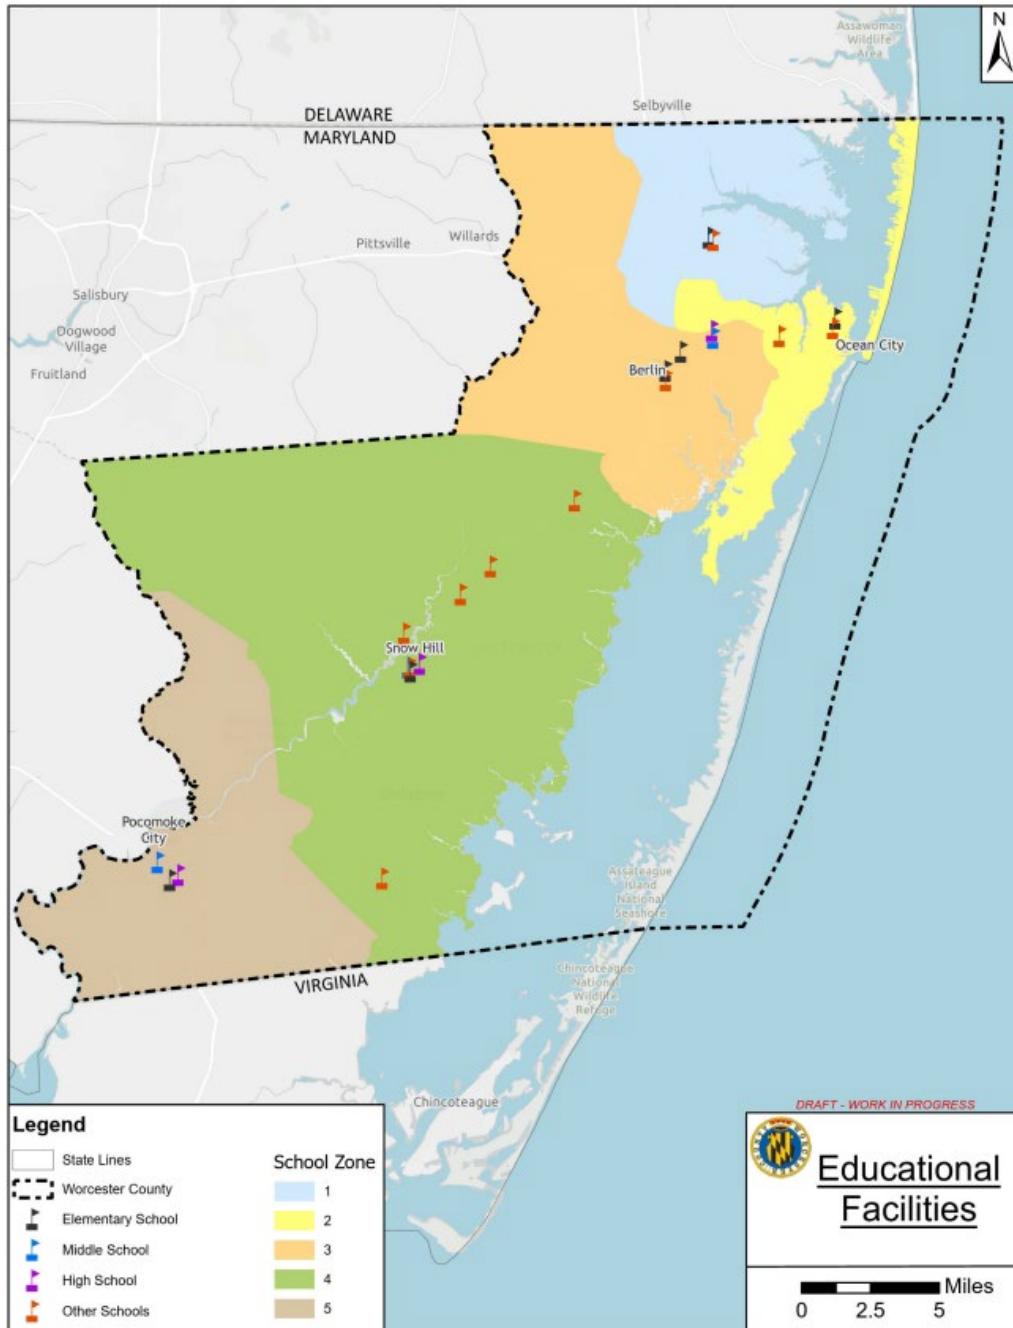 N
Assawoman
Wildlife
Area
Selbyville
DELAWARE
MARYLAND
Pittsville
Willards
Salisbury
Dogwood
Village
Fruitland
Ocean City
Berlin
Snow Hill
Pocomoke
City
Assateague
Island
National
Seashore
VIRGINIA
Chincoteague
National
Wildlife
Refuge
Chincoteague
Legend
State Lines
Worcester County
Elementary School
Middle School
High School
Other Schools
School Zone
1
2
3
4
5
DRAFT - WORK IN PROGRESS
Educational
Facilities
Miles
0 2.5 5